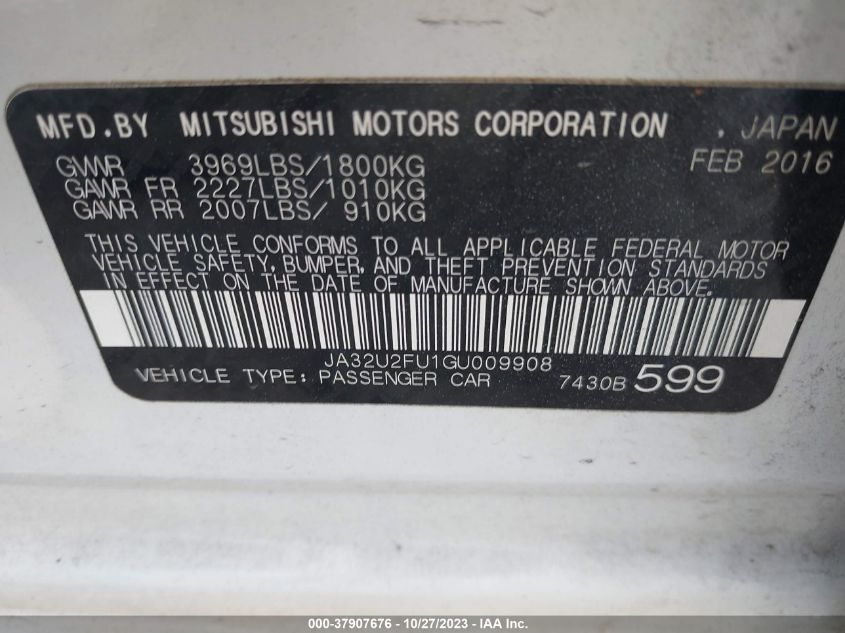 MFD.BY MITSUBISHI MOTORS CORPORATION , JAPAN
FEB 2016
GVWR 3969LBS/1800KG
GAWR FR 2227LBS/1010KG
GAWR RR 2007LBS/ 910KG
THIS VEHICLE CONFORMS TO ALL APPLICABLE FEDERAL MOTOR
VEHICLE SAFETY, BUMPER, AND THEFT PREVENTION STANDARDS
IN EFFECT ON THE DATE OF MANUFACTURE SHOWN ABOVE.
JA32U2FU1GU009908
VEHICLE TYPE: PASSENGER CAR 7430B 599
000-37907676 - 10/27/2023 - IAA Inc.